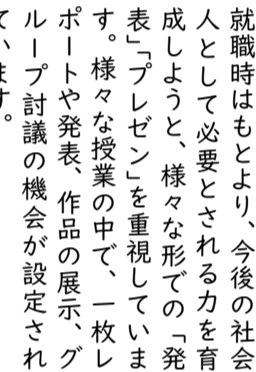 就職時はもとより、今後の社会
人として必要とされる力を育
成しようと、様々な形での「発
表」「プレゼン」を重視していま
す。様々な授業の中で、一枚レ
ポートや発表、作品の展示、グ
ループ討議の機会が設定され
ています。